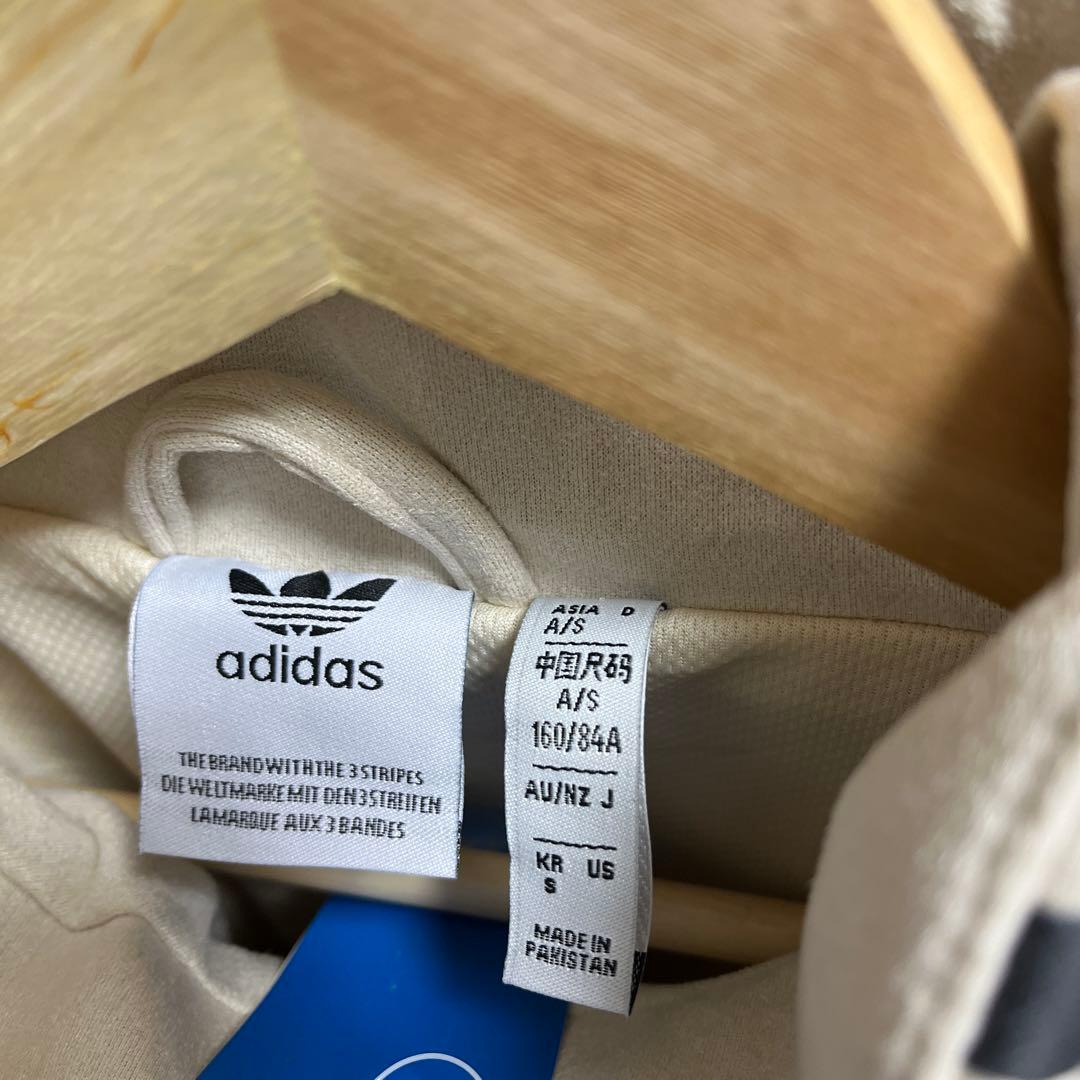 adidas
THE BRAND WITH THE 3 STRIPES
DIE WELTMARKE MIT DEN 3 STREIFEN
LA MARQUE AUX 3 BANDES
ASIA D
A/S
中国尺码
A/S
160/84A
AU/NZ J
KR US
S
MADE IN
PAKISTAN